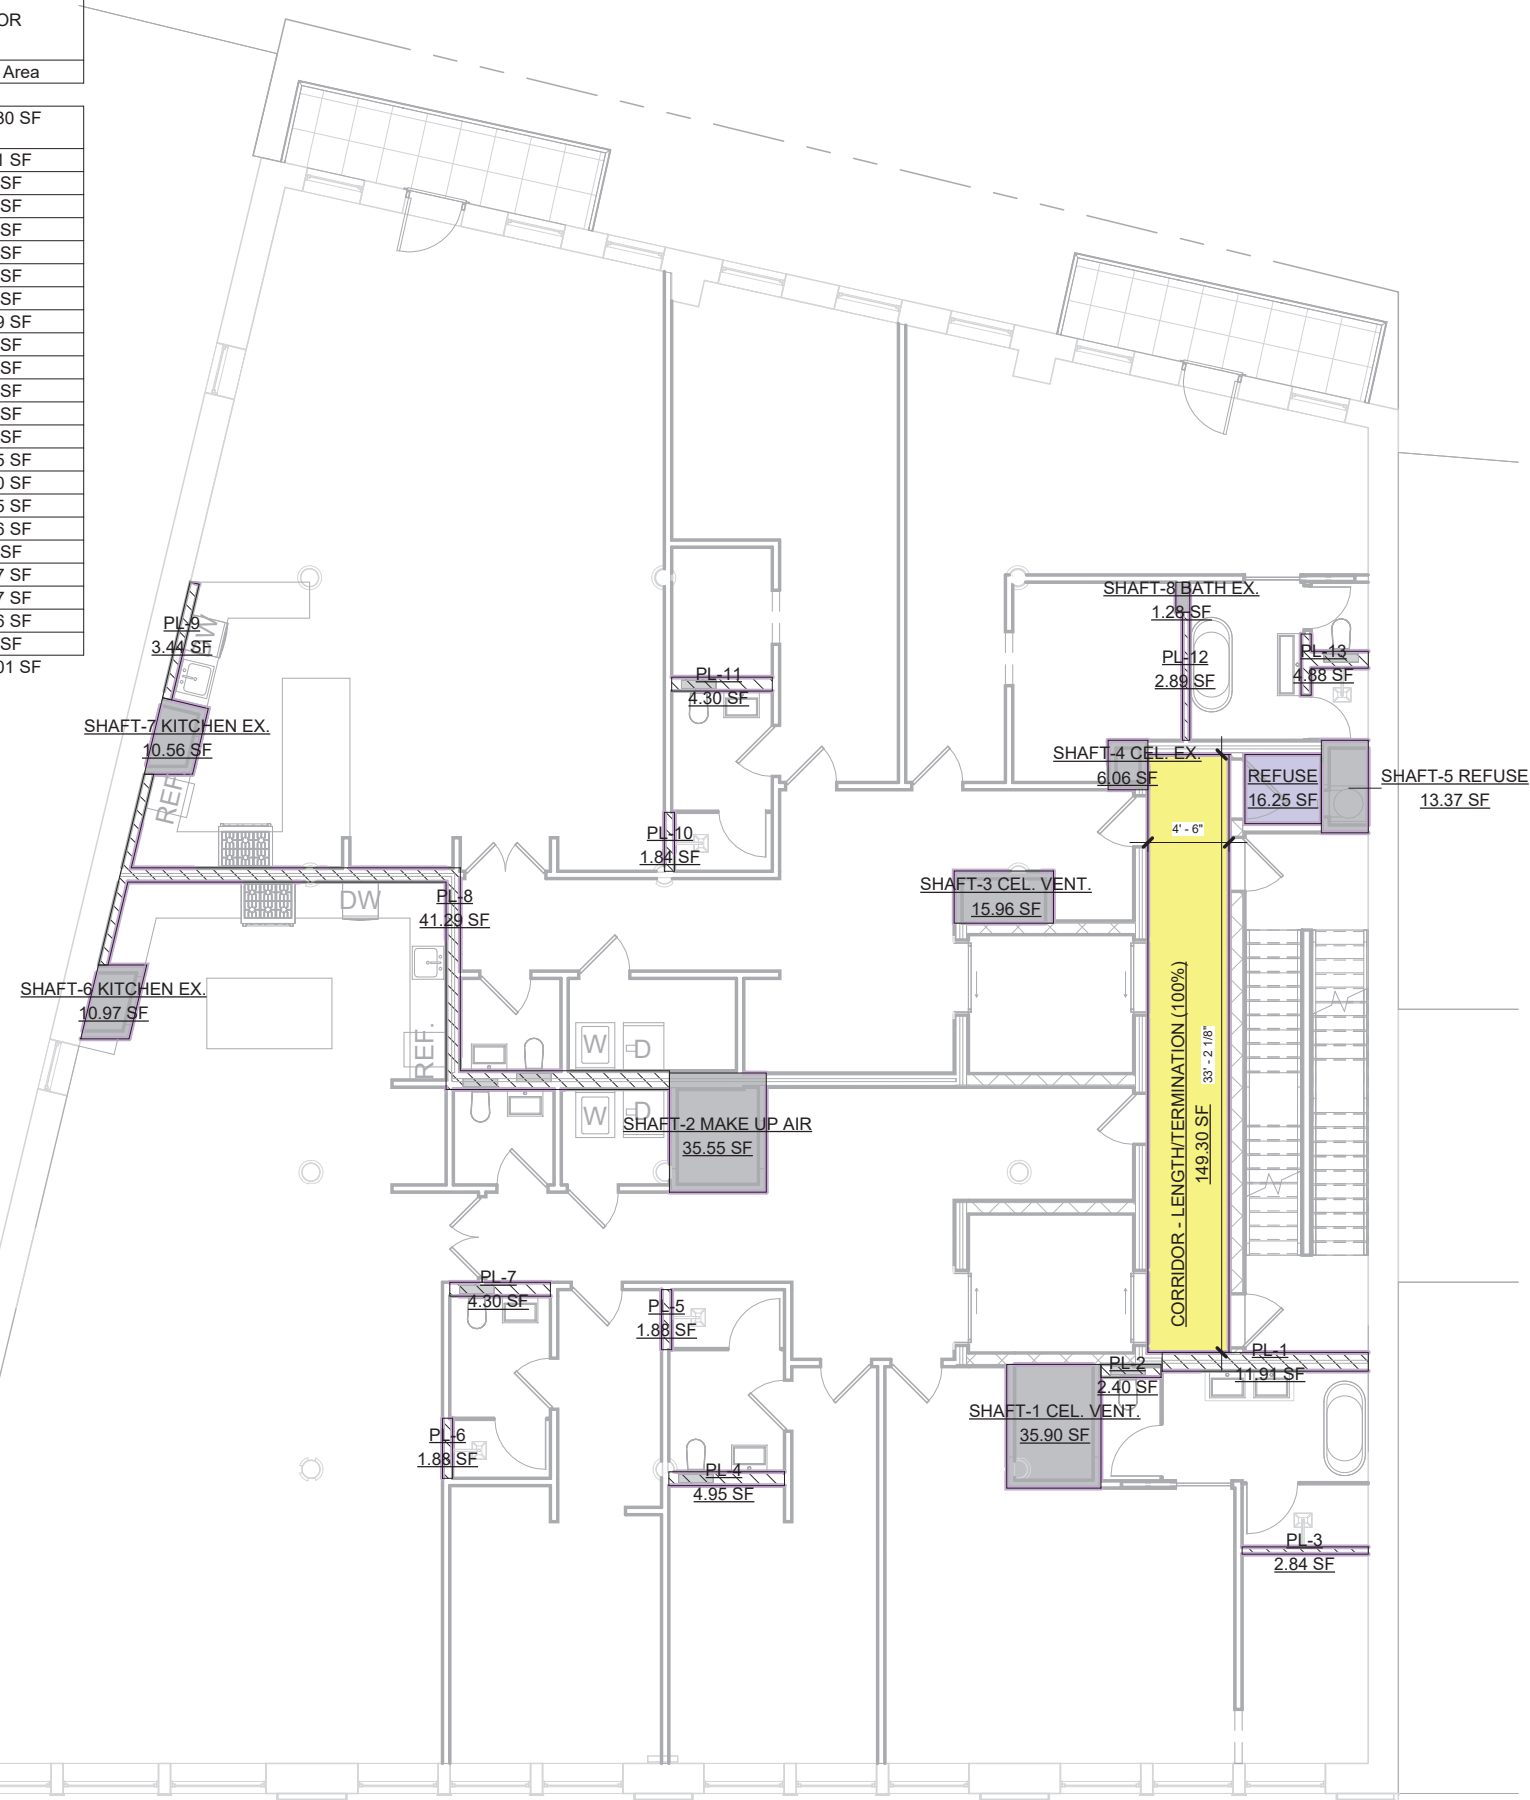 OR
Area
30 SF
1 SF
SF
SF
SF
SF
SF
SF
9 SF
SF
SF
SF
SF
SF
5 SF
0 SF
5 SF
6 SF
SF
7 SF
7 SF
6 SF
SF
01 SF
SHAFT-8 BATH EX.
1.28 SF
PL-9
3.44 SF
W
PL-12
2.89 SF
PL-13
4.88 SF
PL-11
4.30 SF
SHAFT-7 KITCHEN EX.
10.56 SF
REF.
SHAFT-4 CEL. EX.
6.06 SF
REFUSE
16.25 SF
SHAFT-5 REFUSE
13.37 SF
4' - 6"
PL-10
1.84 SF
SHAFT-3 CEL. VENT.
15.96 SF
PL-8
41.29 SF
DW
SHAFT-6 KITCHEN EX.
10.97 SF
REF.
W
D
CORRIDOR - LENGTH/TERMINATION (100%)
149.30 SF
33' - 2 1/8"
W
D
SHAFT-2 MAKE UP AIR
35.55 SF
PL-7
4.30 SF
PL-5
1.88 SF
PL-1
11.91 SF
PL-2
2.40 SF
SHAFT-1 CEL. VENT.
35.90 SF
PL-6
1.88 SF
PL-4
4.95 SF
PL-3
2.84 SF